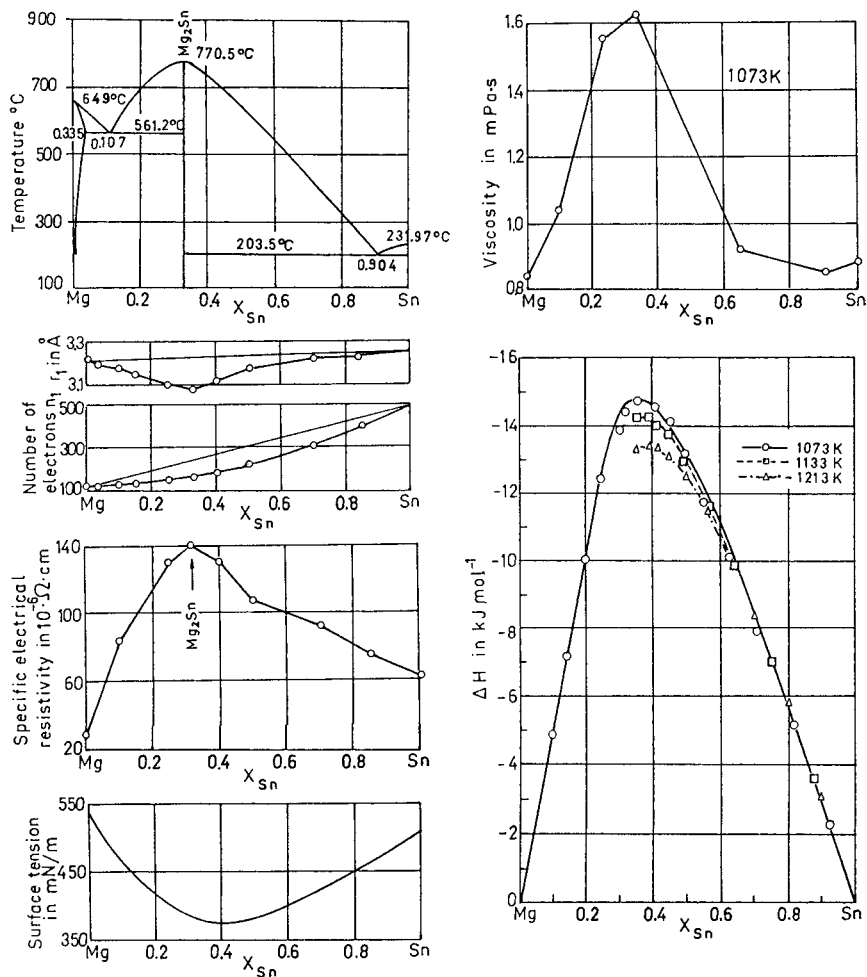 900
700
500
300
100
Temperature °C
Mg₂Sn
770.5°C
649°C
0.335
0.107
561.2°C
203.5°C
231.97°C
0.904
Mg 0.2 0.4 0.6 0.8 Sn
X Sn
3.3
3.1
r₁ in Å
500
300
100
Number of
electrons n₁
Mg 0.2 0.4 0.6 0.8 Sn
X Sn
140
100
60
20
Specific electrical
resistivity in 10⁻⁶ Ω·cm
Mg₂Sn
Mg 0.2 0.4 0.6 0.8 Sn
X Sn
550
450
350
Surface tension
in mN/m
Mg 0.2 0.4 0.6 0.8 Sn
X Sn
1.6
1.4
1.2
1.0
0.8
Viscosity in mPa·s
1073K
Mg 0.2 0.4 0.6 0.8 Sn
X Sn
-16
-14
-12
-10
-8
-6
-4
-2
0
ΔH in kJ mol⁻¹
1073 K
1133 K
1213 K
Mg 0.2 0.4 0.6 0.8 Sn
X Sn